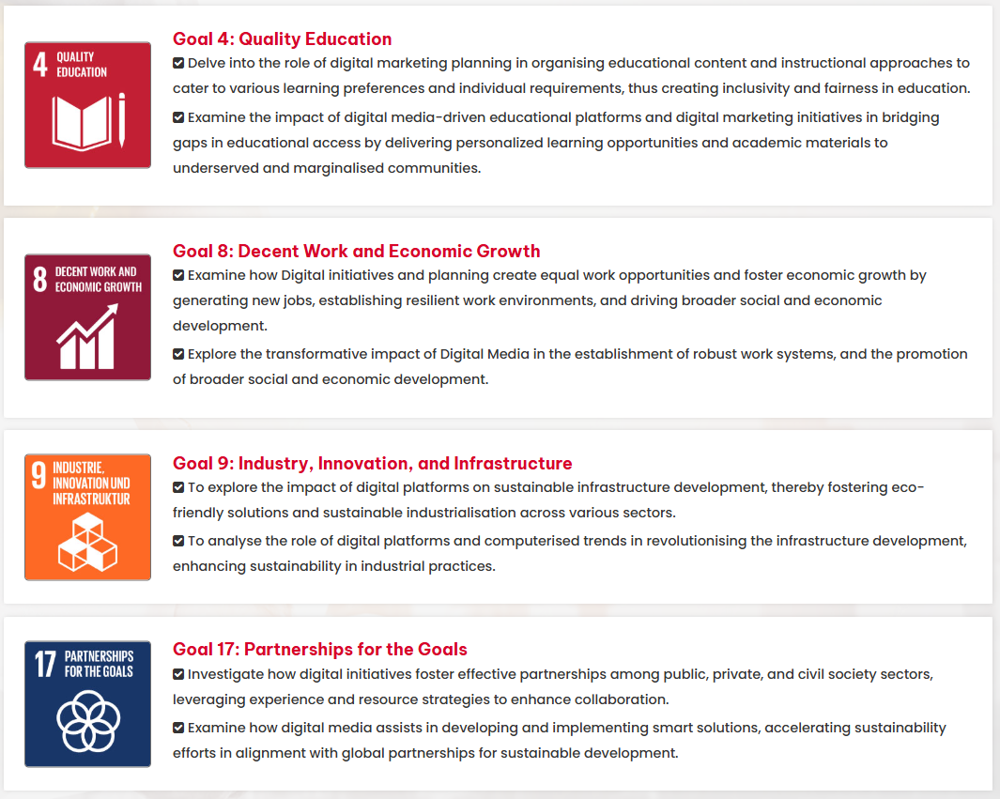 4 QUALITY
EDUCATION
Goal 4: Quality Education
Delve into the role of digital marketing planning in organising educational content and instructional approaches to
cater to various learning preferences and individual requirements, thus creating inclusivity and fairness in education.
Examine the impact of digital media-driven educational platforms and digital marketing initiatives in bridging
gaps in educational access by delivering personalized learning opportunities and academic materials to
underserved and marginalised communities.
8 DECENT WORK AND
ECONOMIC GROWTH
Goal 8: Decent Work and Economic Growth
Examine how Digital initiatives and planning create equal work opportunities and foster economic growth by
generating new jobs, establishing resilient work environments, and driving broader social and economic
development.
Explore the transformative impact of Digital Media in the establishment of robust work systems, and the promotion
of broader social and economic development.
9 INDUSTRIE,
INNOVATION UND
INFRASTRUKTUR
Goal 9: Industry, Innovation, and Infrastructure
To explore the impact of digital platforms on sustainable infrastructure development, thereby fostering eco-
friendly solutions and sustainable industrialisation across various sectors.
To analyse the role of digital platforms and computerised trends in revolutionising the infrastructure development,
enhancing sustainability in industrial practices.
17 PARTNERSHIPS
FOR THE GOALS
Goal 17: Partnerships for the Goals
Investigate how digital initiatives foster effective partnerships among public, private, and civil society sectors,
leveraging experience and resource strategies to enhance collaboration.
Examine how digital media assists in developing and implementing smart solutions, accelerating sustainability
efforts in alignment with global partnerships for sustainable development.